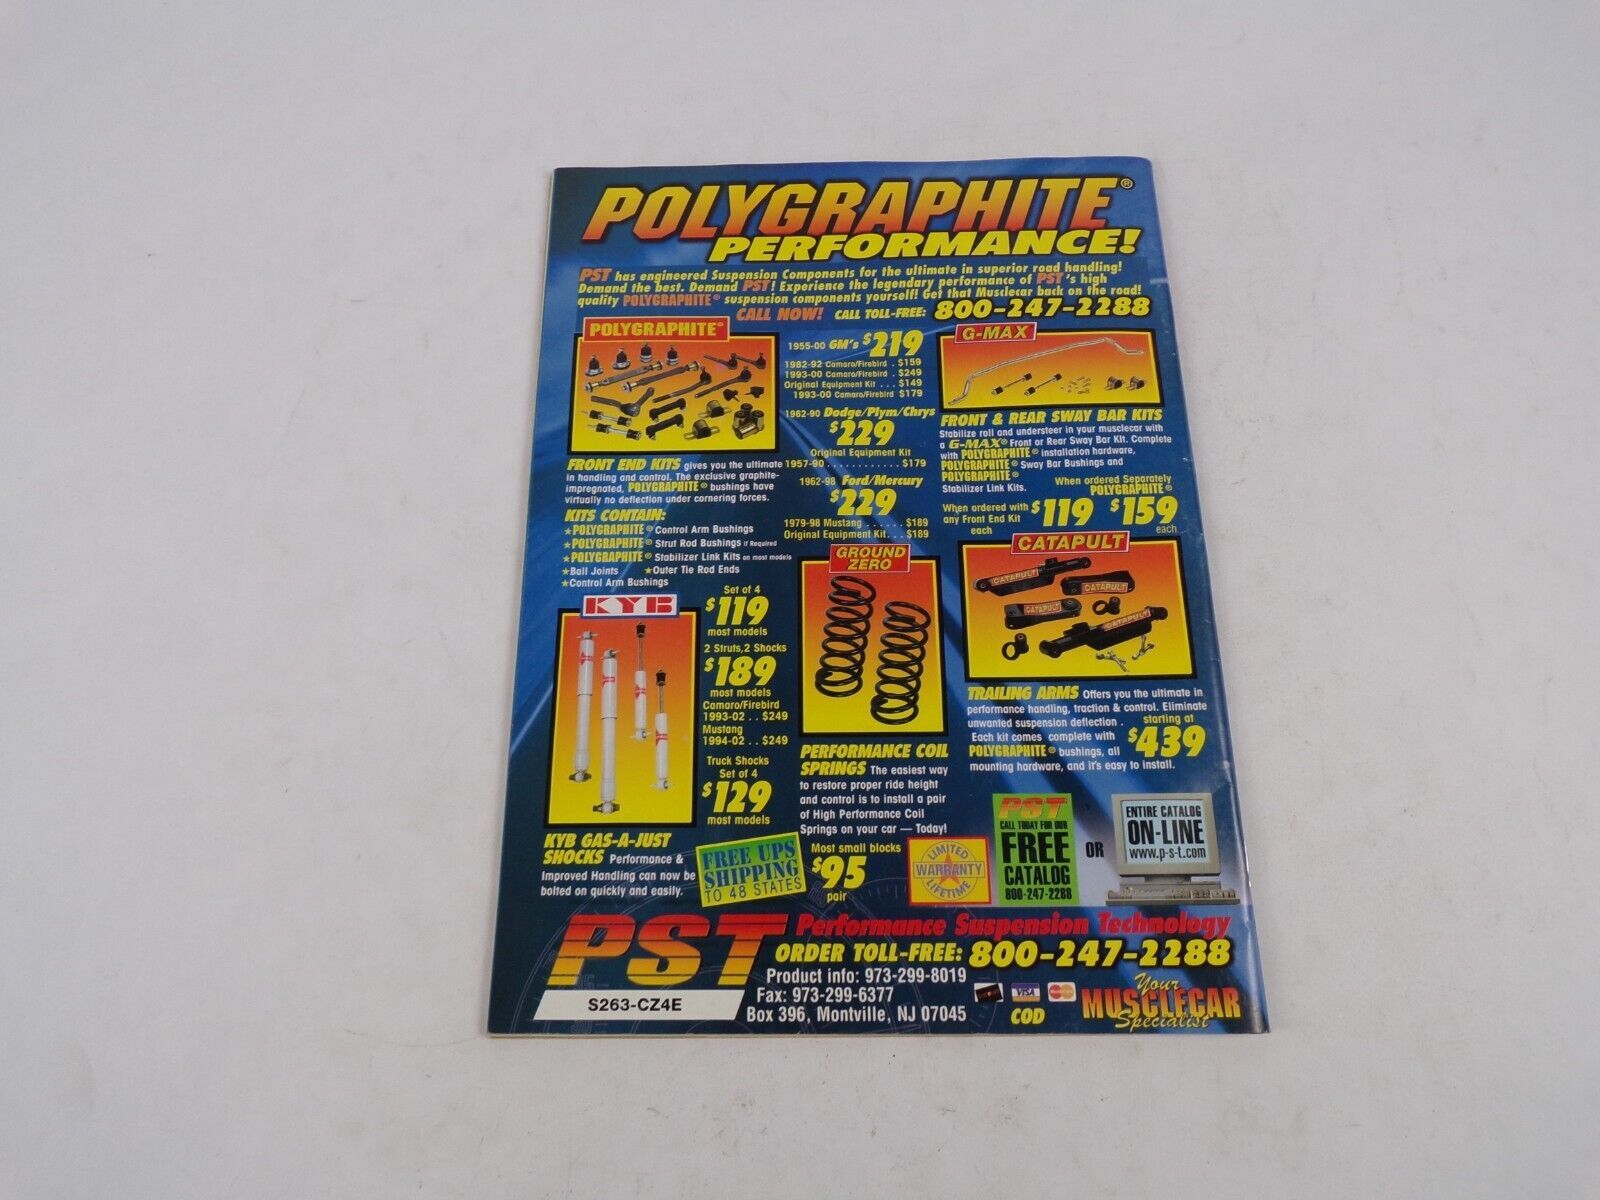 POLYGRAPHITE®
PERFORMANCE!
PST has engineered Suspension Components for the ultimate in superior road handling!
Demand the best. Demand PST! Experience the legendary performance of PST's high
quality POLYGRAPHITE® suspension components yourself! Get that Musclecar back on the road!
CALL NOW! CALL TOLL-FREE: 800-247-2288
POLYGRAPHITE®
FRONT END KITS gives you the ultimate
in handling and control. The exclusive graphite-
impregnated, POLYGRAPHITE® bushings have
virtually no deflection under cornering forces.
KITS CONTAIN:
★POLYGRAPHITE® Control Arm Bushings
★POLYGRAPHITE® Strut Rod Bushings if Required
★POLYGRAPHITE® Stabilizer Link Kits on most models
★Ball Joints ★Outer Tie Rod Ends
★Control Arm Bushings
1955-00 GM's $219
1982-92 Camaro/Firebird . $159
1993-00 Camaro/Firebird . $249
Original Equipment Kit . . . $149
1993-00 Camaro/Firebird $179
1962-90 Dodge/Plym/Chrys
$229
Original Equipment Kit
1957-90 . . . . . . . . . . . . $179
1962-98 Ford/Mercury
$229
1979-98 Mustang . . . . . . $189
Original Equipment Kit. . . $189
G-MAX
FRONT & REAR SWAY BAR KITS
Stabilize roll and understeer in your musclecar with
a G-MAX® Front or Rear Sway Bar Kit. Complete
with POLYGRAPHITE® installation hardware,
POLYGRAPHITE® Sway Bar Bushings and
POLYGRAPHITE®
Stabilizer Link Kits.
When ordered Separately
POLYGRAPHITE®
When ordered with
any Front End Kit
each
$119
$159
each
KYB
Set of 4
$119
most models
2 Struts,2 Shocks
$189
most models
Camaro/Firebird
1993-02 . . $249
Mustang
1994-02 . . $249
Truck Shocks
Set of 4
$129
most models
KYB GAS-A-JUST
SHOCKS Performance &
Improved Handling can now be
bolted on quickly and easily.
GROUND
ZERO
PERFORMANCE COIL
SPRINGS The easiest way
to restore proper ride height
and control is to install a pair
of High Performance Coil
Springs on your car — Today!
Most small blocks
$95
pair
CATAPULT
CATAPULT
CATAPULT
CATAPULT
CATAPULT
TRAILING ARMS Offers you the ultimate in
performance handling, traction & control. Eliminate
unwanted suspension deflection .
Each kit comes complete with
POLYGRAPHITE® bushings, all
mounting hardware, and it's easy to install.
starting at
$439
FREE UPS
SHIPPING
TO 48 STATES
LIMITED
WARRANTY
LIFETIME
PST
CALL TODAY FOR OUR
FREE
CATALOG
800-247-2288
OR
ENTIRE CATALOG
ON-LINE
www.p-s-t.com
PST
Performance Suspension Technology
ORDER TOLL-FREE: 800-247-2288
Product info: 973-299-8019
Fax: 973-299-6377
Box 396, Montville, NJ 07045
S263-CZ4E
VISA
MasterCard
COD
Your
MUSCLECAR
Specialist